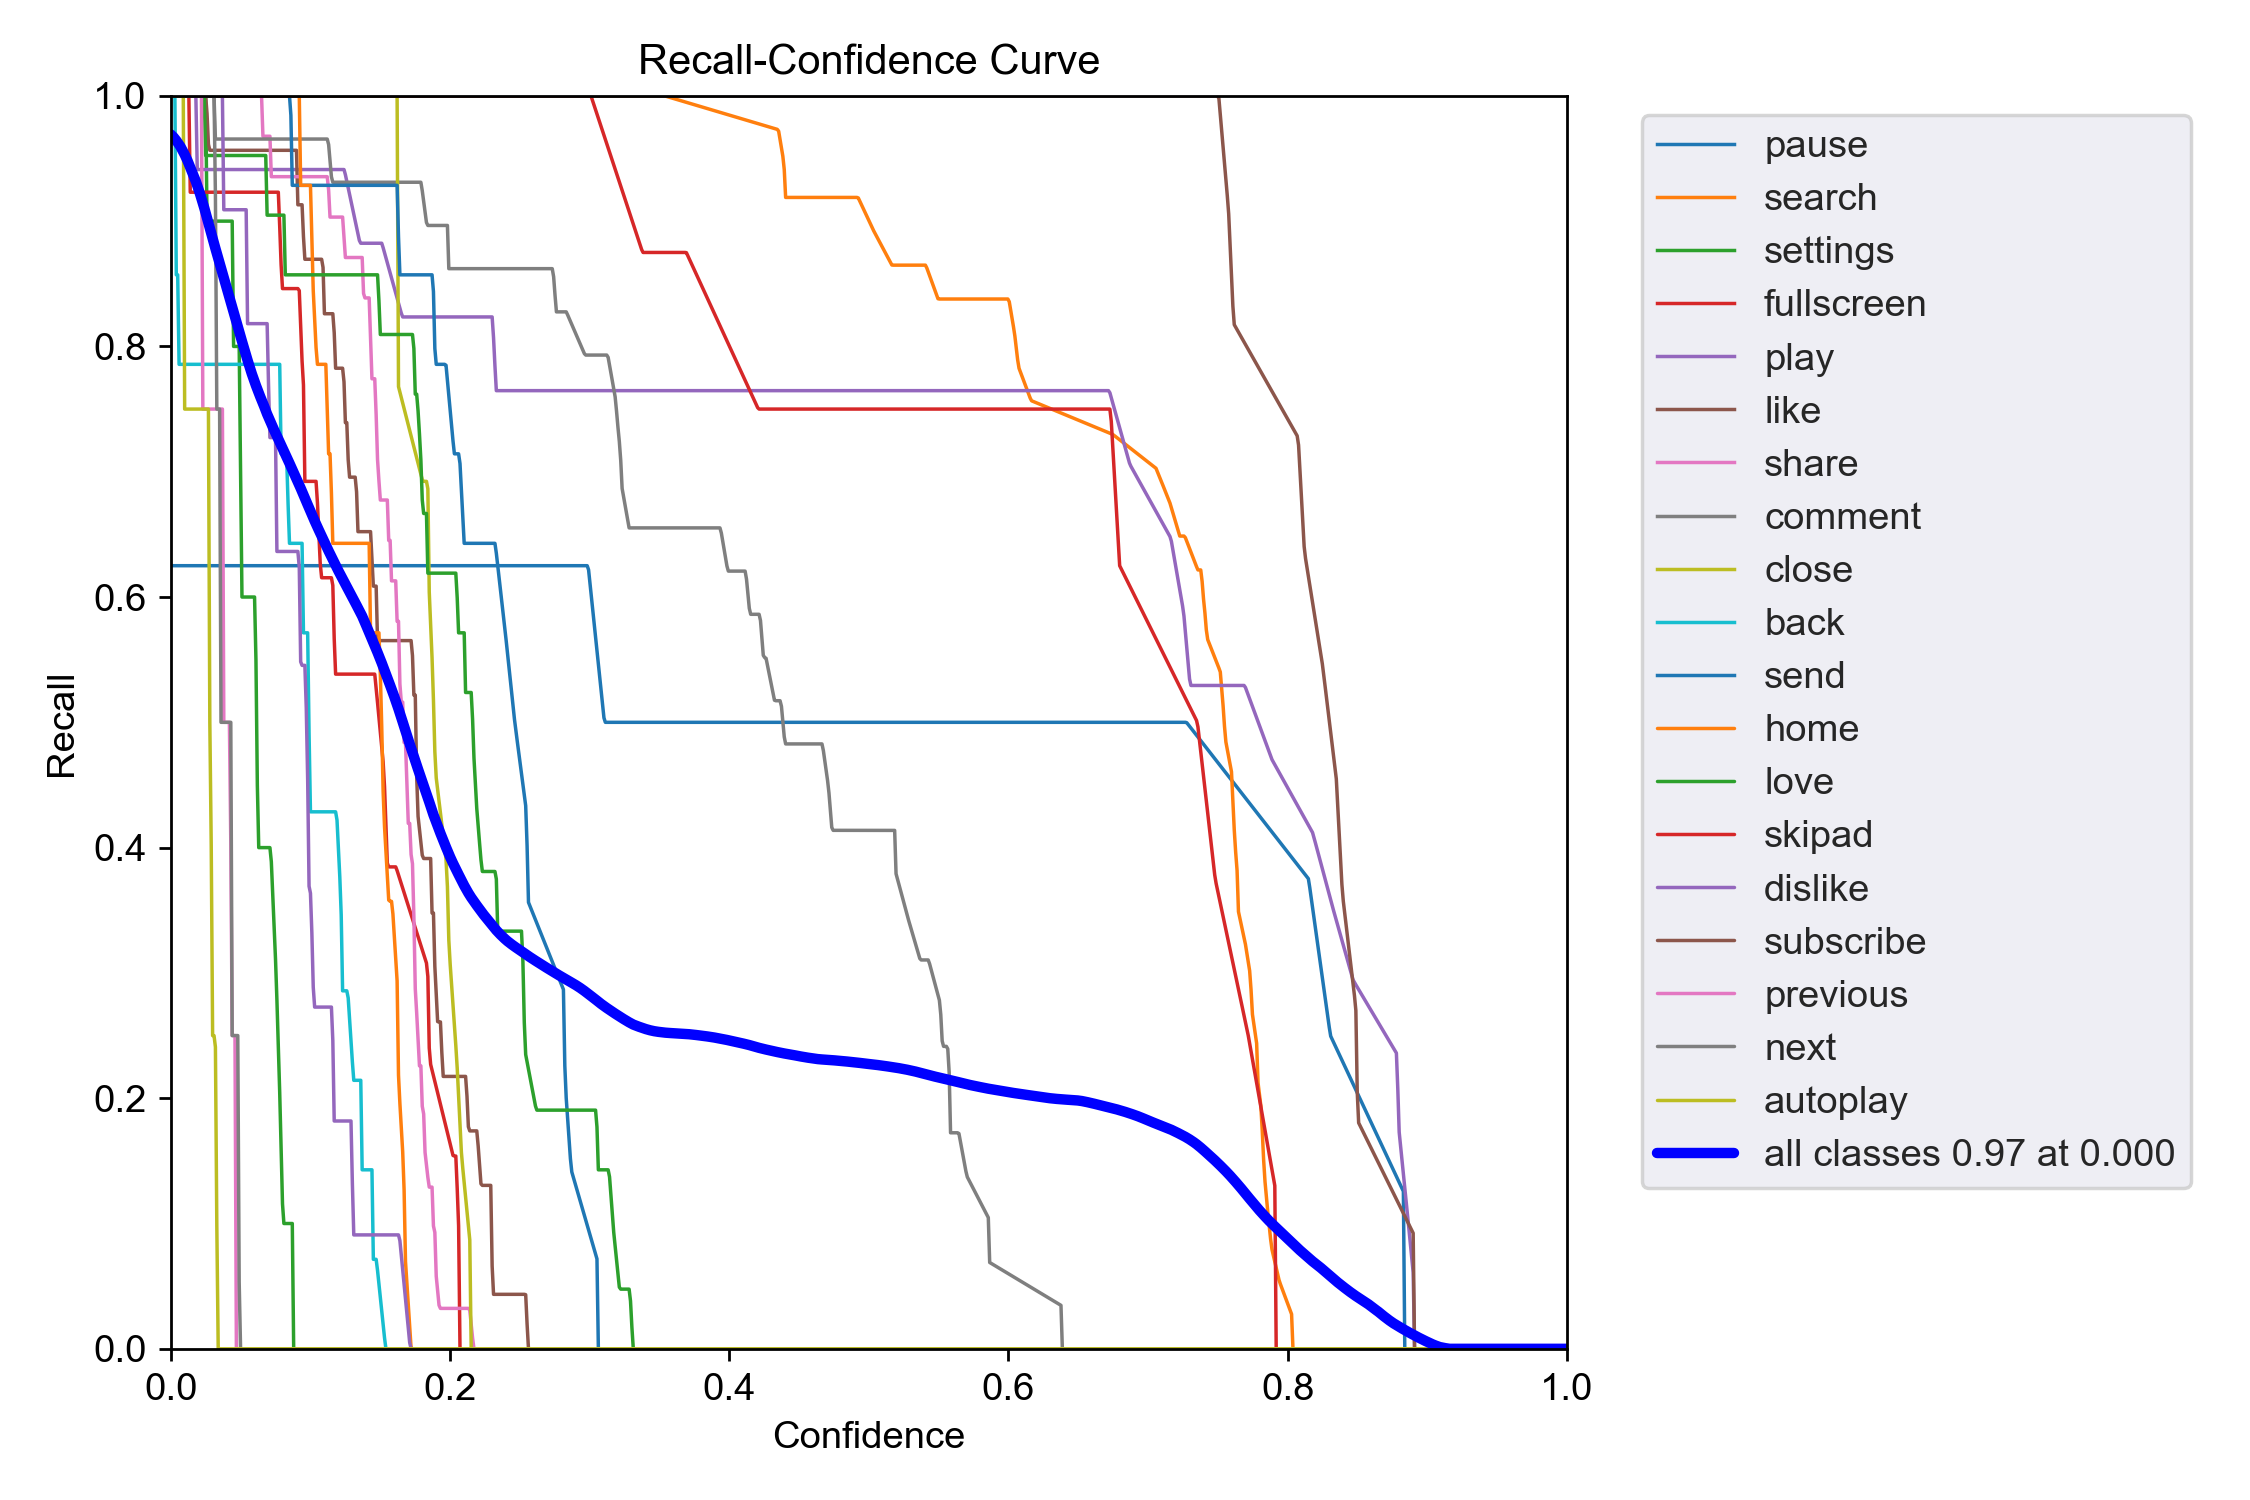 Recall-Confidence Curve
1.0
0.8
0.6
0.4
0.2
0.0
Recall
0.0 0.2 0.4 0.6 0.8 1.0
Confidence
pause
search
settings
fullscreen
play
like
share
comment
close
back
send
home
love
skipad
dislike
subscribe
previous
next
autoplay
all classes 0.97 at 0.000